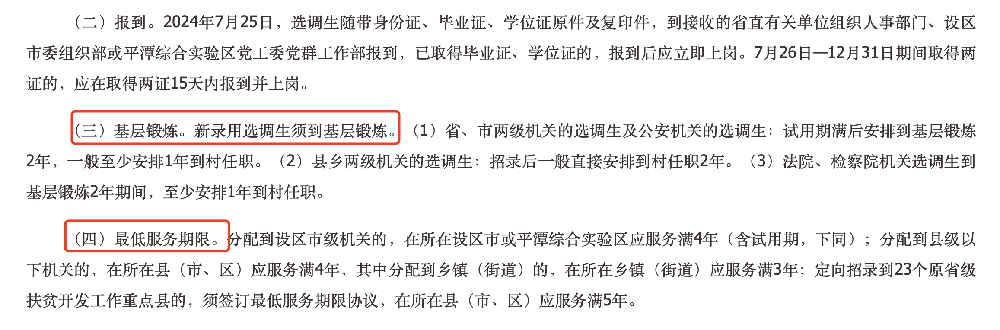 （二）报到。2024年7月25日，选调生随带身份证、毕业证、学位证原件及复印件，到接收的省直有关单位组织人事部门、设区
市委组织部或平潭综合实验区党工委党群工作部报到，已取得毕业证、学位证的，报到后应立即上岗。7月26日—12月31日期间取得两
证的，应在取得两证15天内报到并上岗。
（三）基层锻炼。新录用选调生须到基层锻炼。（1）省、市两级机关的选调生及公安机关的选调生：试用期满后安排到基层锻炼
2年，一般至少安排1年到村任职。（2）县乡两级机关的选调生：招录后一般直接安排到村任职2年。（3）法院、检察院机关选调生到
基层锻炼2年期间，至少安排1年到村任职。
（四）最低服务期限。分配到设区市级机关的，在所在设区市或平潭综合实验区应服务满4年（含试用期，下同）；分配到县级以
下机关的，在所在县（市、区）应服务满4年，其中分配到乡镇（街道）的，在所在乡镇（街道）应服务满3年；定向招录到23个原省级
扶贫开发工作重点县的，须签订最低服务期限协议，在所在县（市、区）应服务满5年。